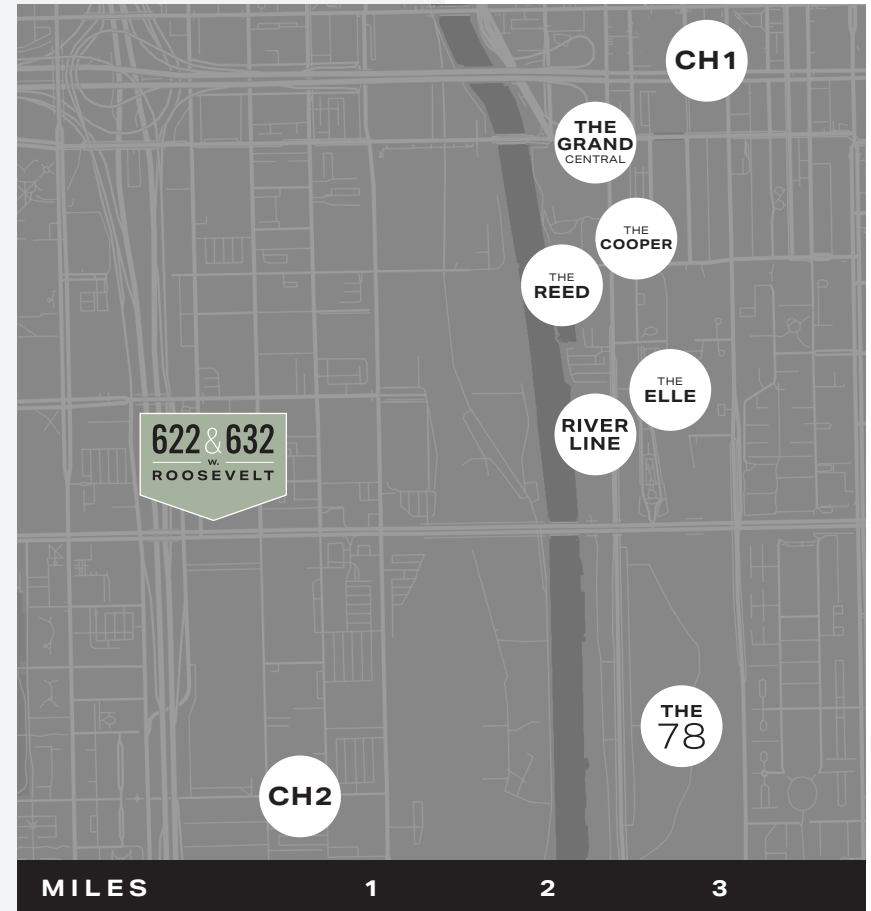 CH1
THE
GRAND
CENTRAL
THE
COOPER
THE
REED
THE
ELLE
RIVER
LINE
622 & 632
W.
ROOSEVELT
THE
78
CH2
MILES 1 2 3